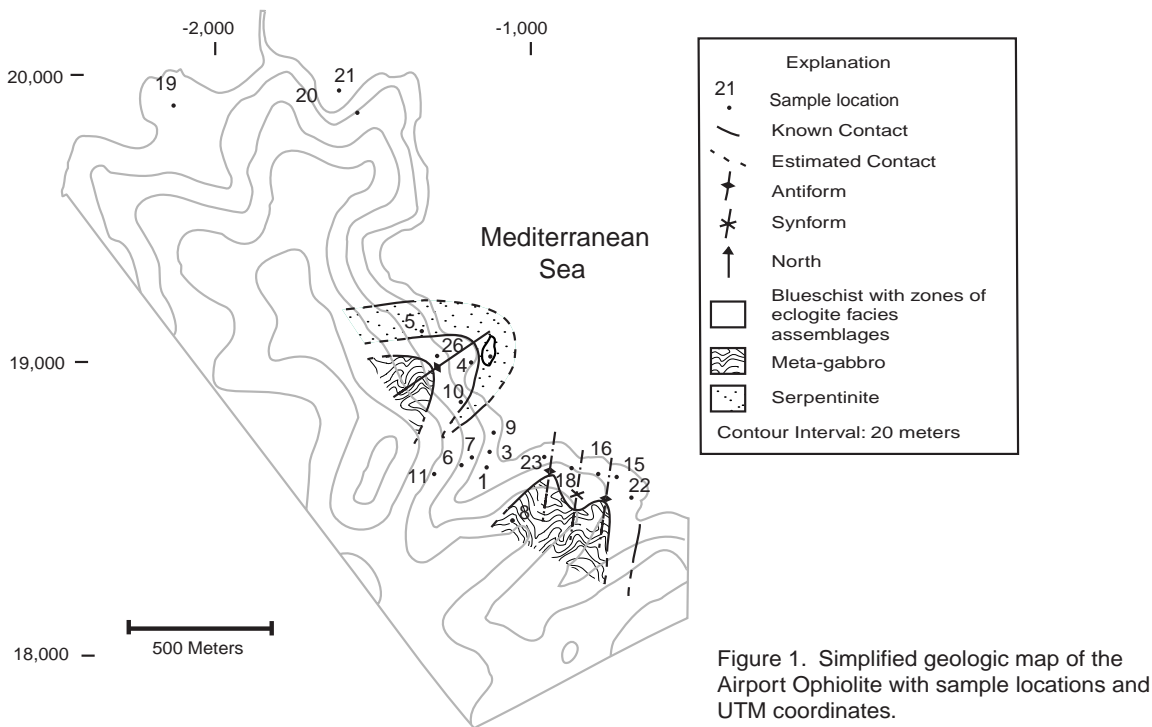 -2,000
-1,000
20,000
19
21
20
Mediterranean
Sea
5
26
19,000
4
10
9
7
3
6
11
1
23
16
15
18
22
8
18,000
500 Meters
Explanation
21
Sample location
Known Contact
Estimated Contact
Antiform
Synform
North
Blueschist with zones of
eclogite facies
assemblages
Meta-gabbro
Serpentinite
Contour Interval: 20 meters
Figure 1. Simplified geologic map of the
Airport Ophiolite with sample locations and
UTM coordinates.